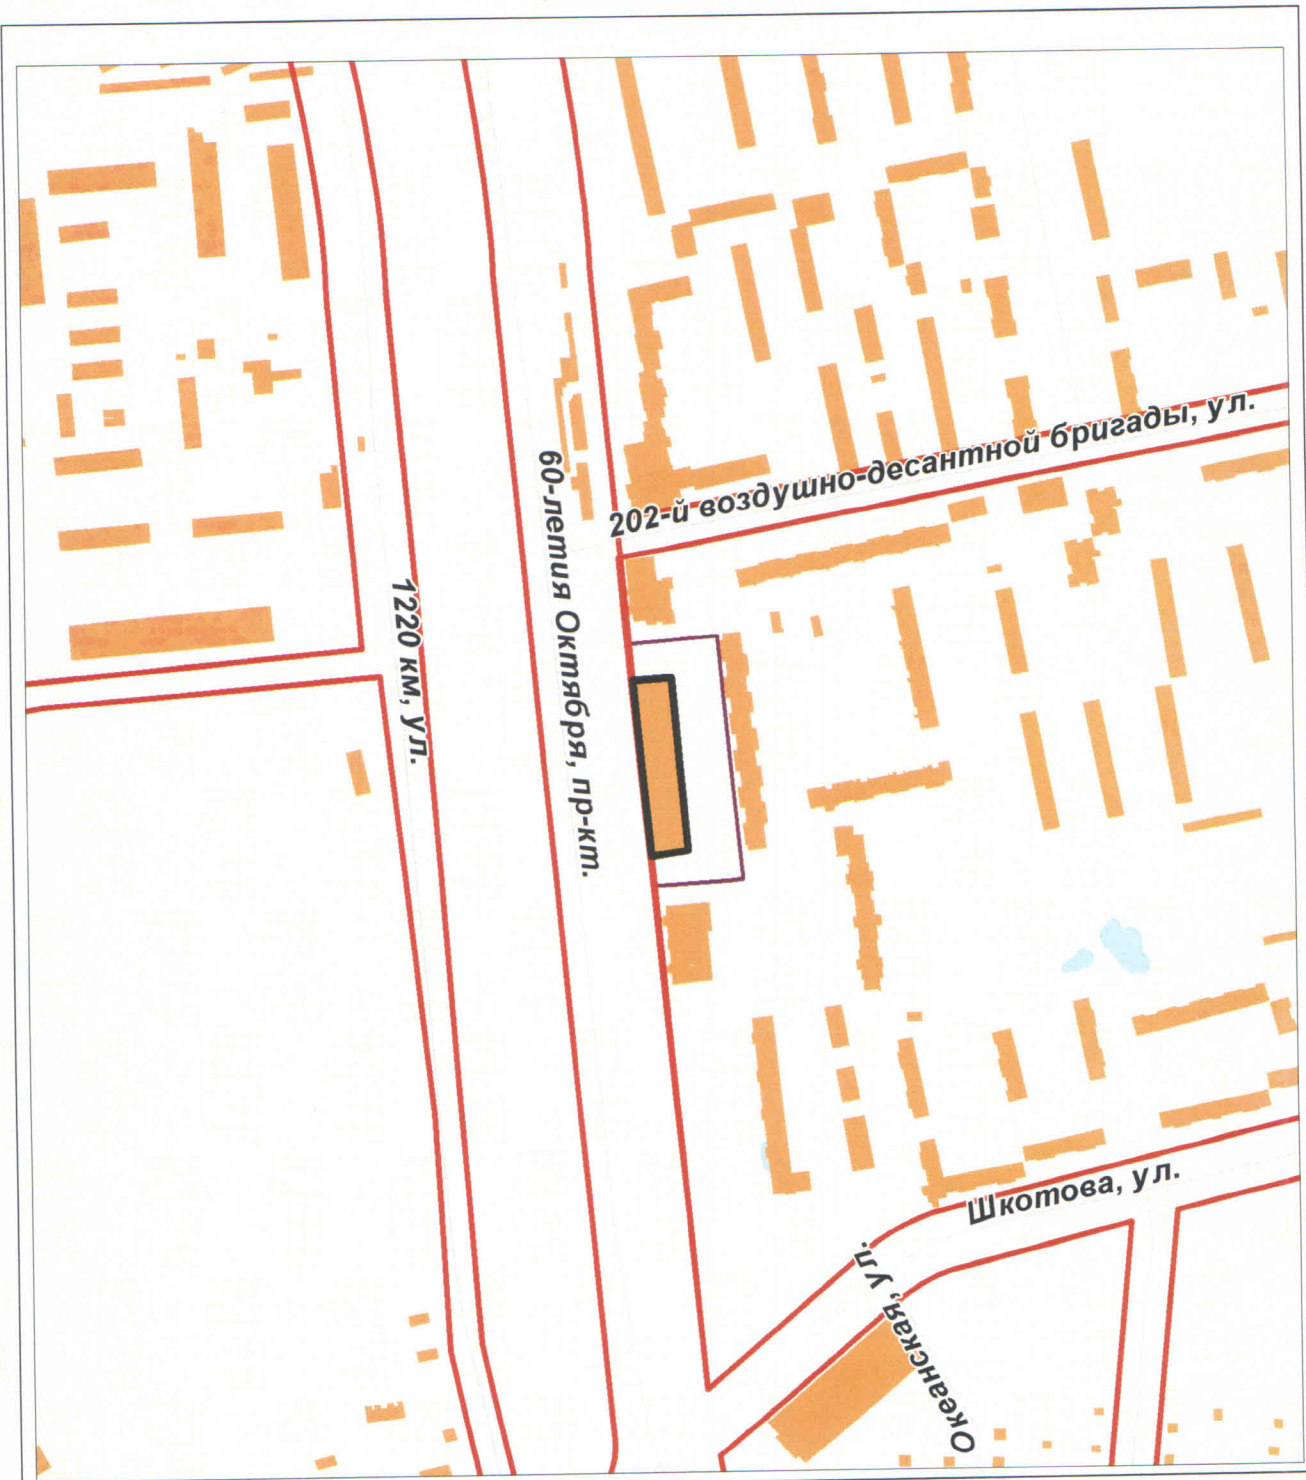 202-й воздушно-десантной бригады, ул.
60-летия Октября, пр-кт.
1220 км, ул.
Шкотова, ул.
Океанская, ул.